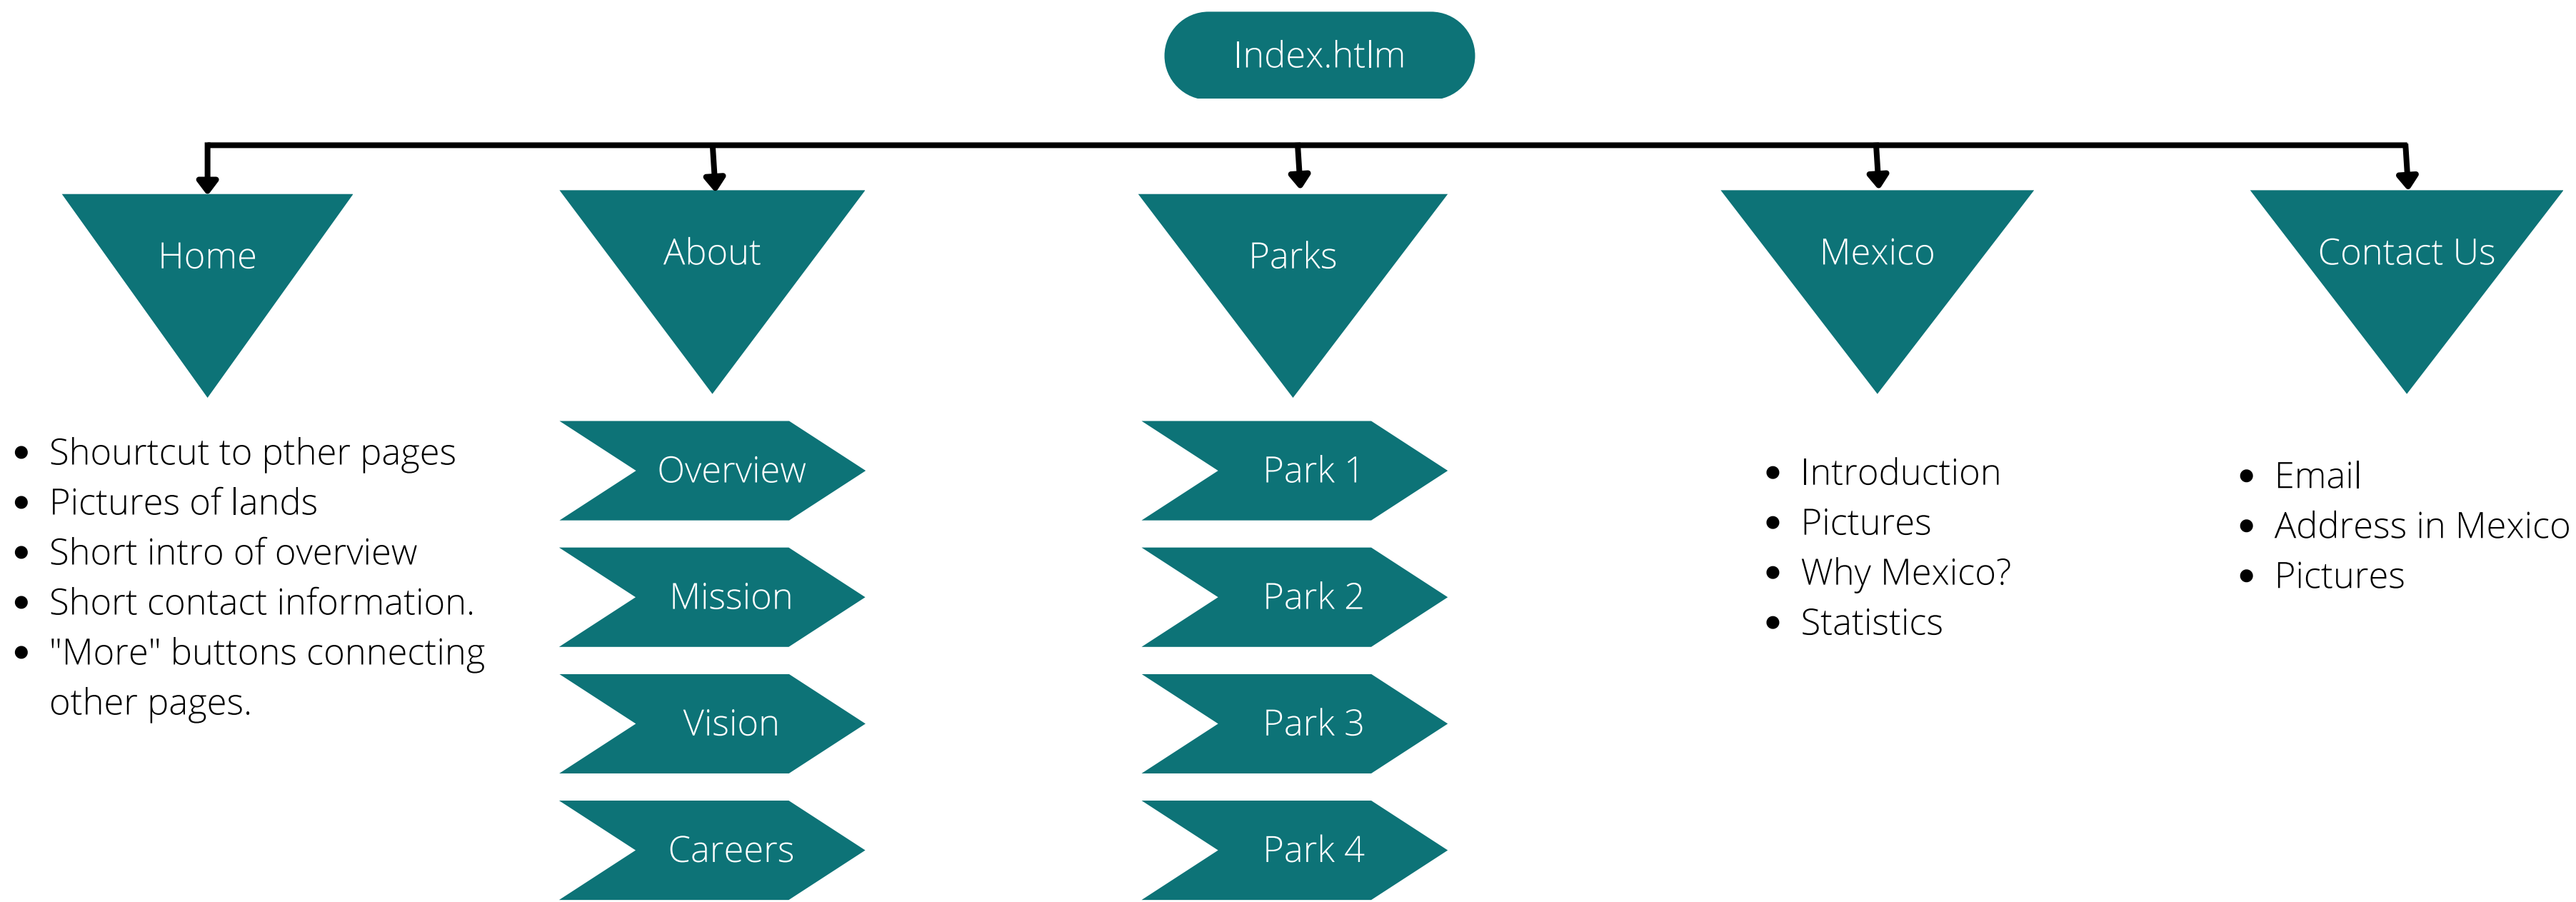 Index.htlm
Home
About
Parks
Mexico
Contact Us
• Shourtcut to pther pages
• Pictures of lands
• Short intro of overview
• Short contact information.
• "More" buttons connecting
other pages.
Overview
Mission
Vision
Careers
Park 1
Park 2
Park 3
Park 4
• Introduction
• Pictures
• Why Mexico?
• Statistics
• Email
• Address in Mexico
• Pictures